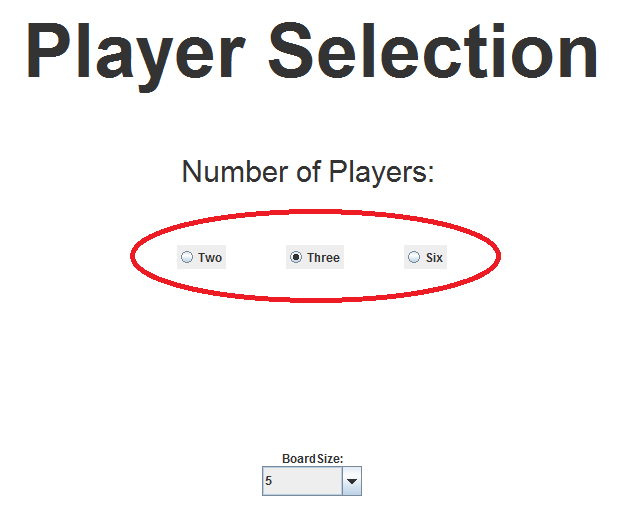 Player Selection
Number of Players:
Two Three Six
Board Size:
5